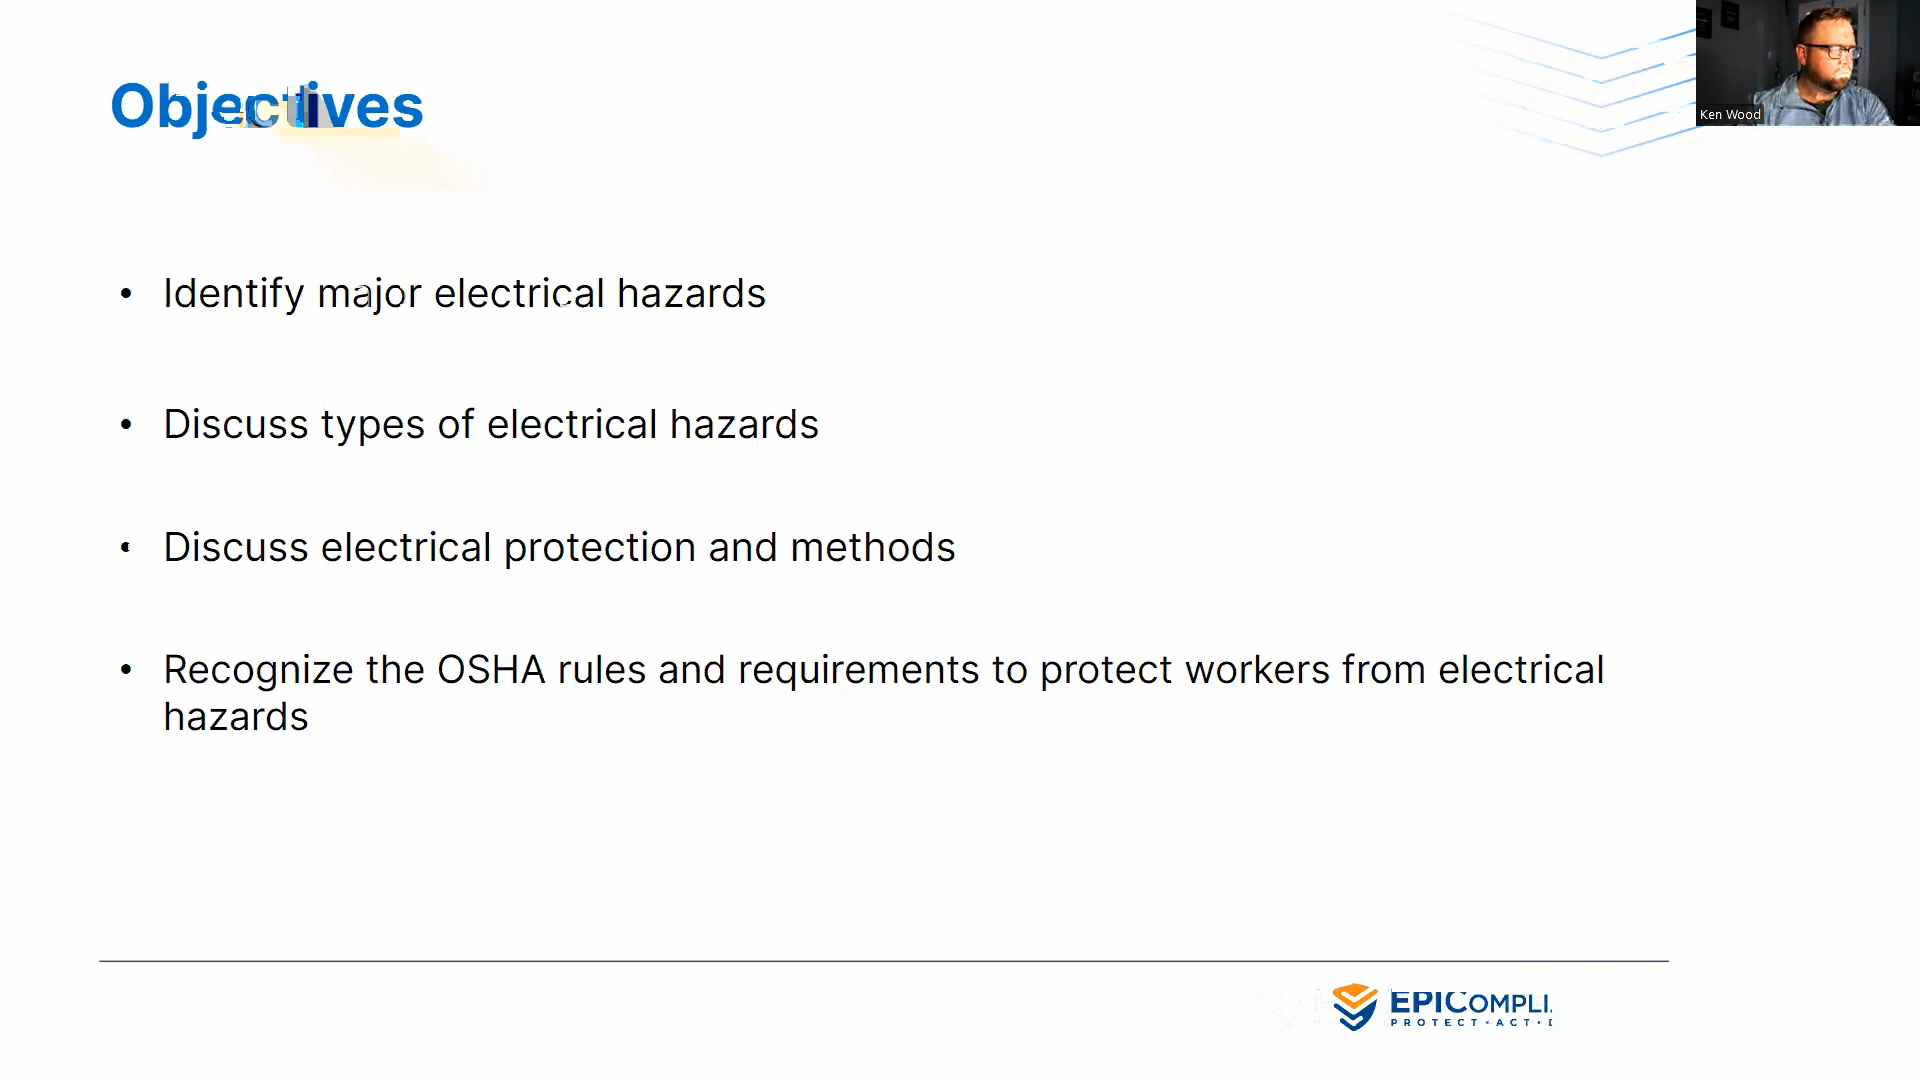 Objectives
Ken Wood
• Identify major electrical hazards
• Discuss types of electrical hazards
• Discuss electrical protection and methods
• Recognize the OSHA rules and requirements to protect workers from electrical
hazards
EPICOMPLI
PROTECT • ACT •